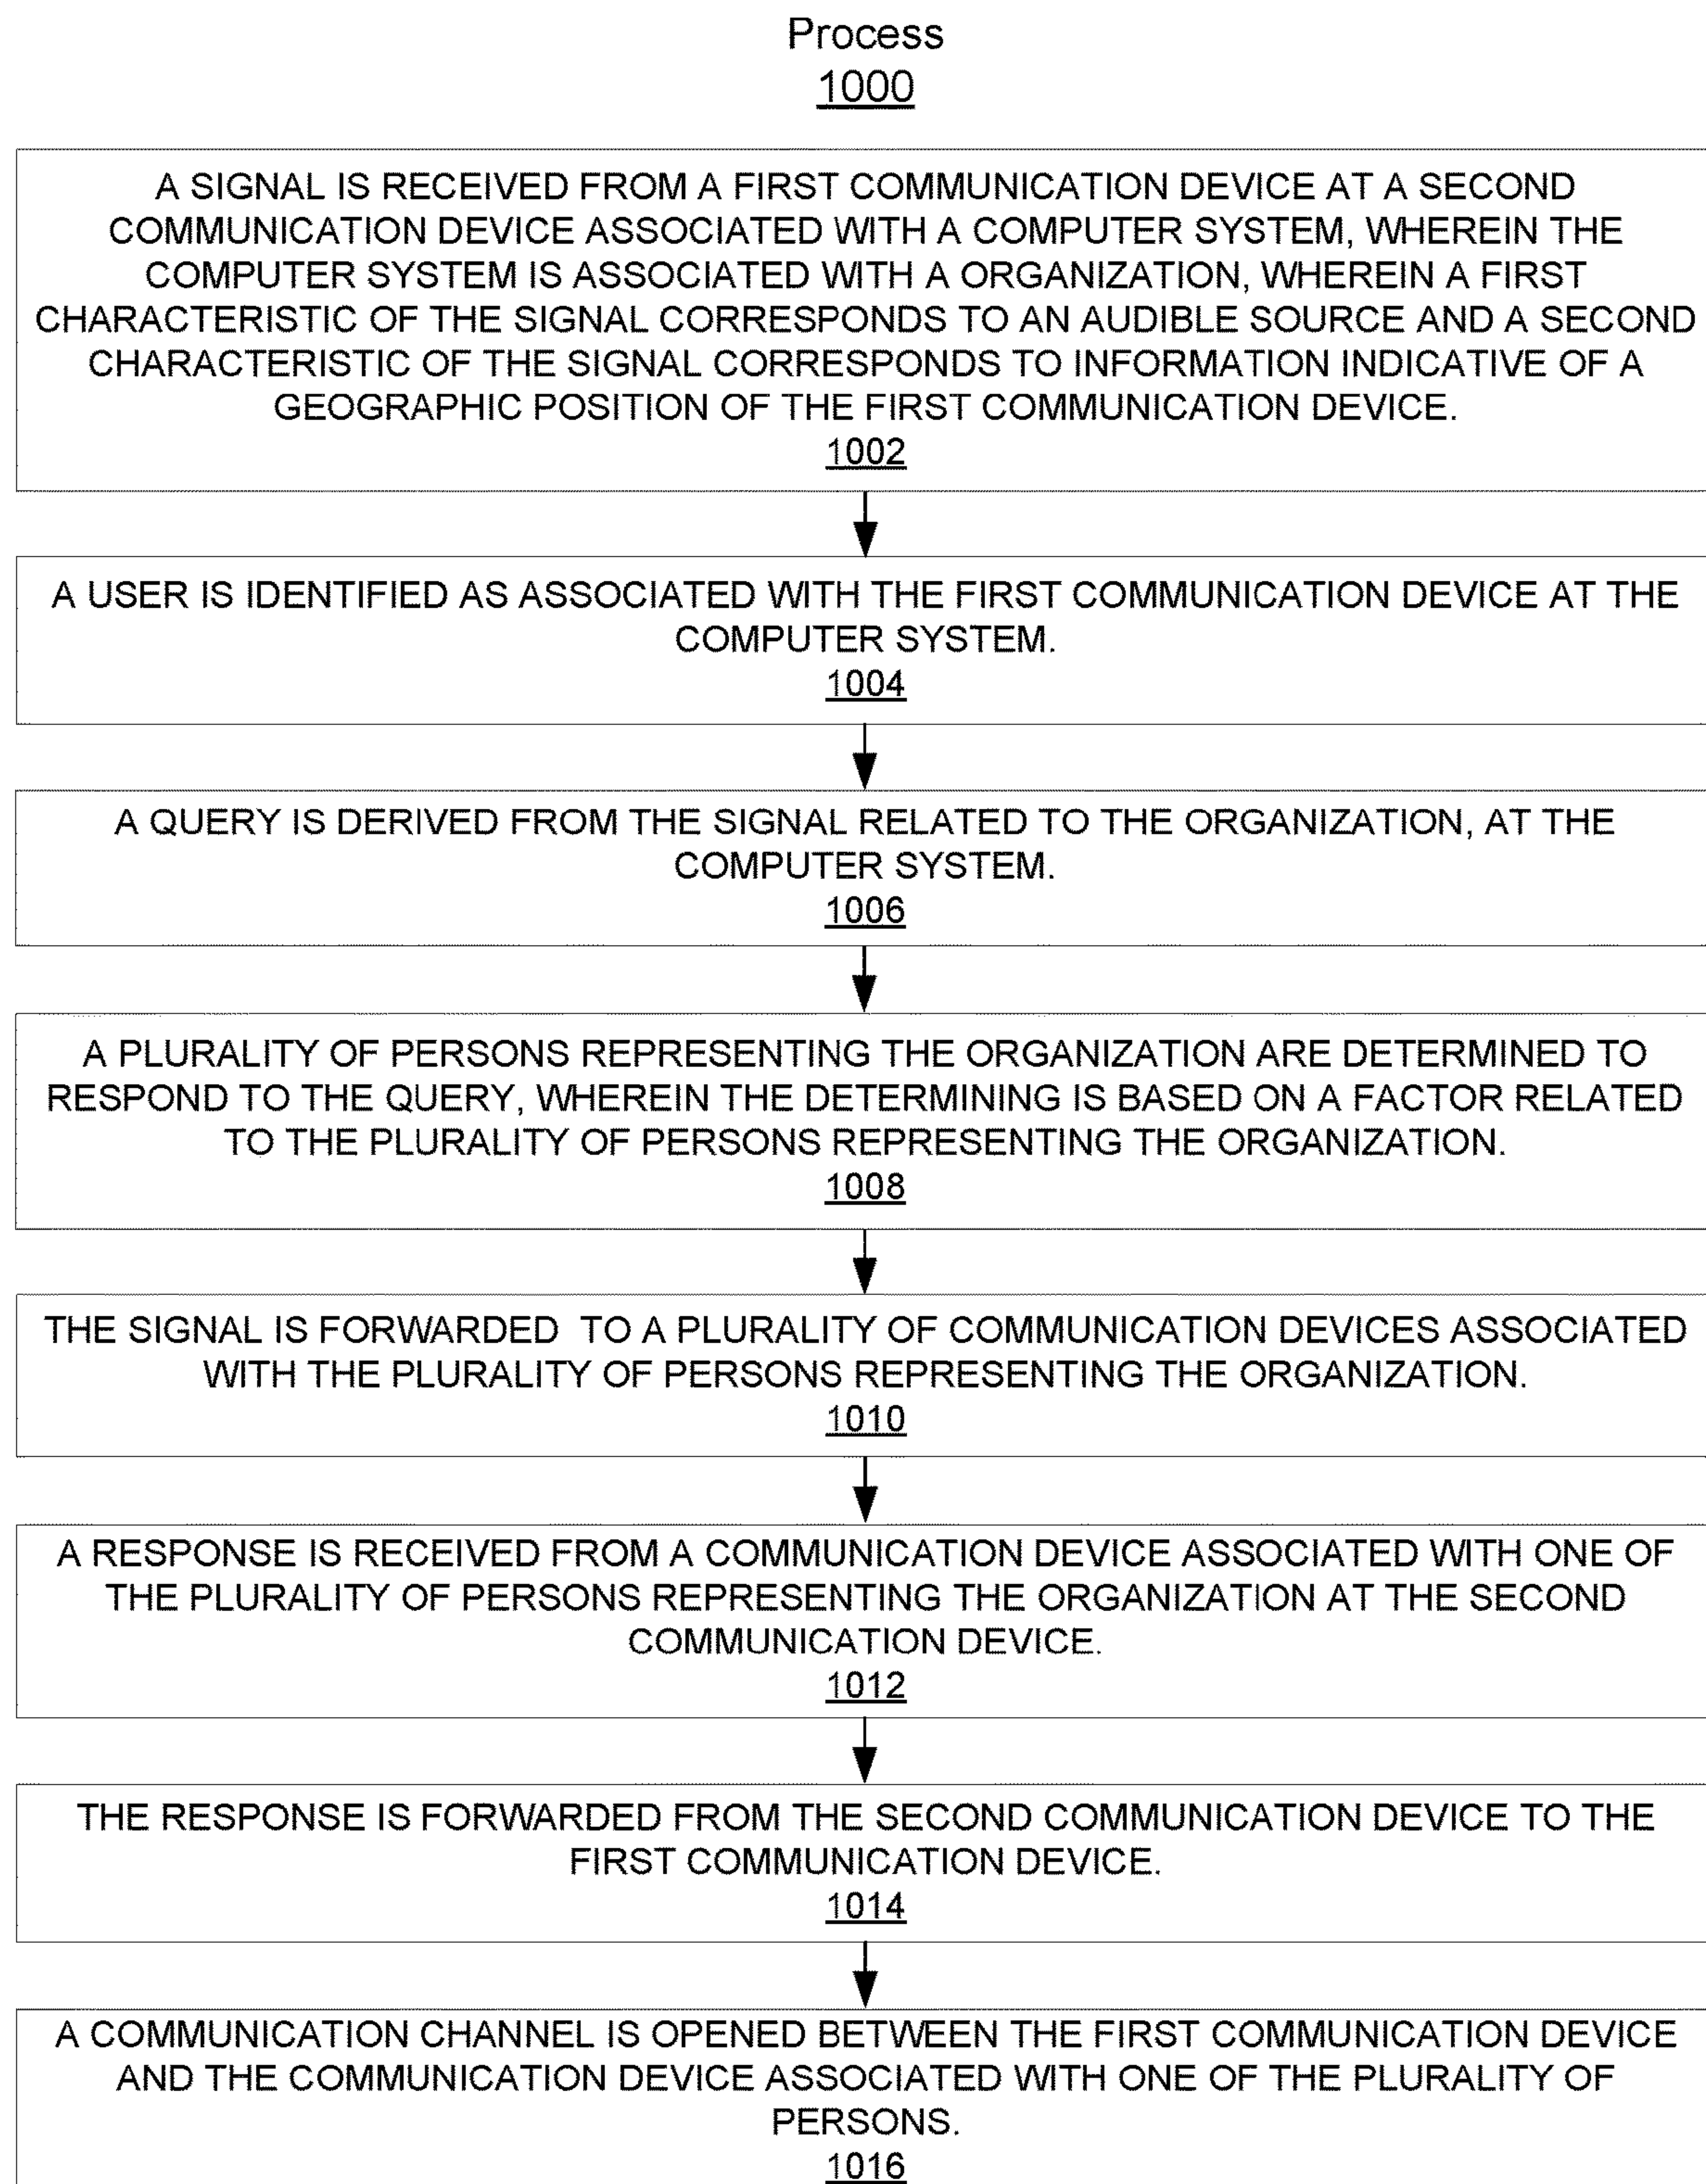 Process
1000
A SIGNAL IS RECEIVED FROM A FIRST COMMUNICATION DEVICE AT A SECOND
COMMUNICATION DEVICE ASSOCIATED WITH A COMPUTER SYSTEM, WHEREIN THE
COMPUTER SYSTEM IS ASSOCIATED WITH A ORGANIZATION, WHEREIN A FIRST
CHARACTERISTIC OF THE SIGNAL CORRESPONDS TO AN AUDIBLE SOURCE AND A SECOND
CHARACTERISTIC OF THE SIGNAL CORRESPONDS TO INFORMATION INDICATIVE OF A
GEOGRAPHIC POSITION OF THE FIRST COMMUNICATION DEVICE.
1002
A USER IS IDENTIFIED AS ASSOCIATED WITH THE FIRST COMMUNICATION DEVICE AT THE
COMPUTER SYSTEM.
1004
A QUERY IS DERIVED FROM THE SIGNAL RELATED TO THE ORGANIZATION, AT THE
COMPUTER SYSTEM.
1006
A PLURALITY OF PERSONS REPRESENTING THE ORGANIZATION ARE DETERMINED TO
RESPOND TO THE QUERY, WHEREIN THE DETERMINING IS BASED ON A FACTOR RELATED
TO THE PLURALITY OF PERSONS REPRESENTING THE ORGANIZATION.
1008
THE SIGNAL IS FORWARDED TO A PLURALITY OF COMMUNICATION DEVICES ASSOCIATED
WITH THE PLURALITY OF PERSONS REPRESENTING THE ORGANIZATION.
1010
A RESPONSE IS RECEIVED FROM A COMMUNICATION DEVICE ASSOCIATED WITH ONE OF
THE PLURALITY OF PERSONS REPRESENTING THE ORGANIZATION AT THE SECOND
COMMUNICATION DEVICE.
1012
THE RESPONSE IS FORWARDED FROM THE SECOND COMMUNICATION DEVICE TO THE
FIRST COMMUNICATION DEVICE.
1014
A COMMUNICATION CHANNEL IS OPENED BETWEEN THE FIRST COMMUNICATION DEVICE
AND THE COMMUNICATION DEVICE ASSOCIATED WITH ONE OF THE PLURALITY OF
PERSONS.
1016